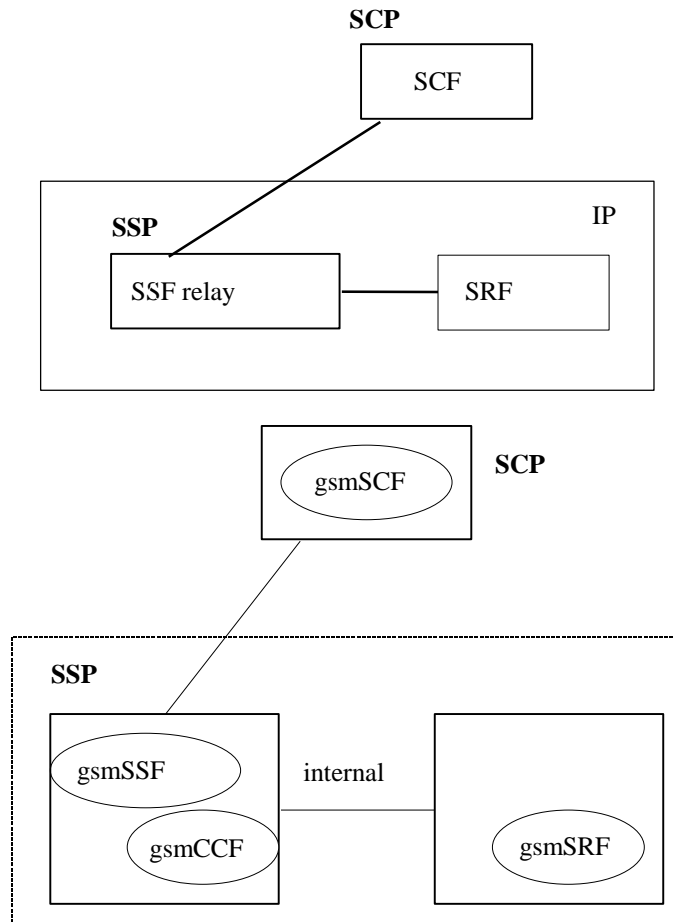 SCP
SCF
IP
SSP
SSF relay
SRF
SCP
gsmSCF
SSP
gsmSSF
internal
gsmCCF
gsmSRF